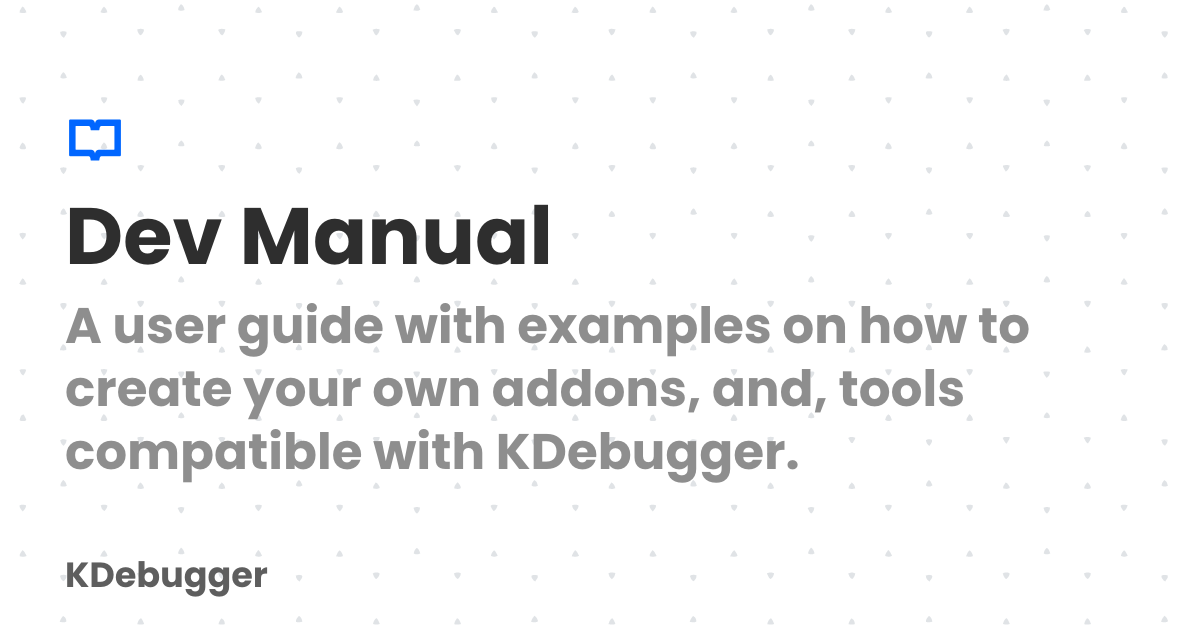 Dev Manual
A user guide with examples on how to
create your own addons, and, tools
compatible with KDebugger.
KDebugger